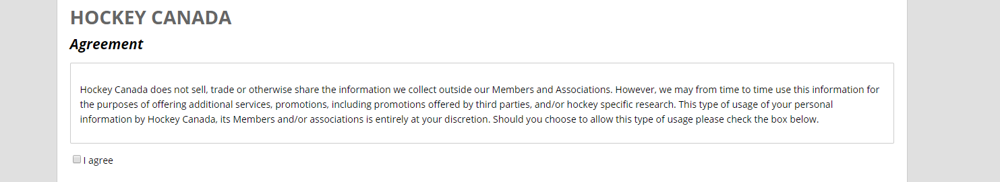 HOCKEY CANADA
Agreement
Hockey Canada does not sell, trade or otherwise share the information we collect outside our Members and Associations. However, we may from time to time use this information for
the purposes of offering additional services, promotions, including promotions offered by third parties, and/or hockey specific research. This type of usage of your personal
information by Hockey Canada, its Members and/or associations is entirely at your discretion. Should you choose to allow this type of usage please check the box below.
I agree